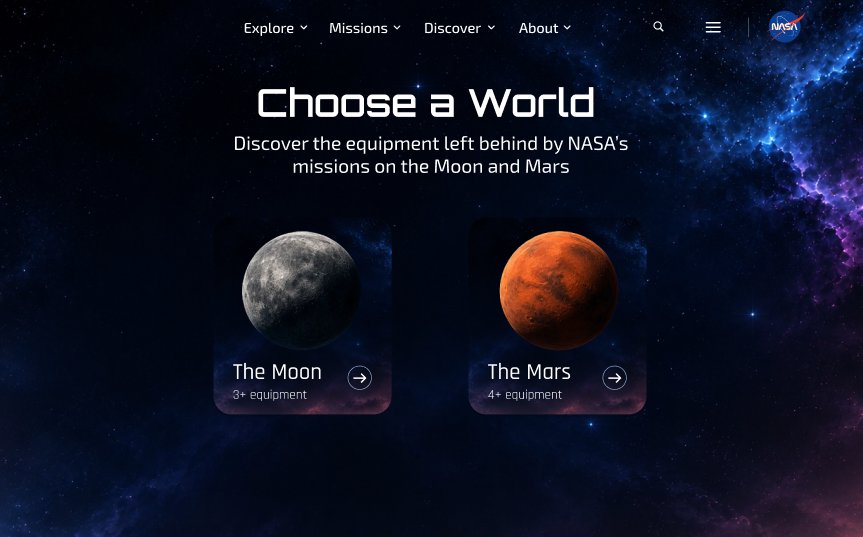 Explore Missions Discover About NASA
Choose a World
Discover the equipment left behind by NASA's
missions on the Moon and Mars
The Moon
3+ equipment
The Mars
4+ equipment